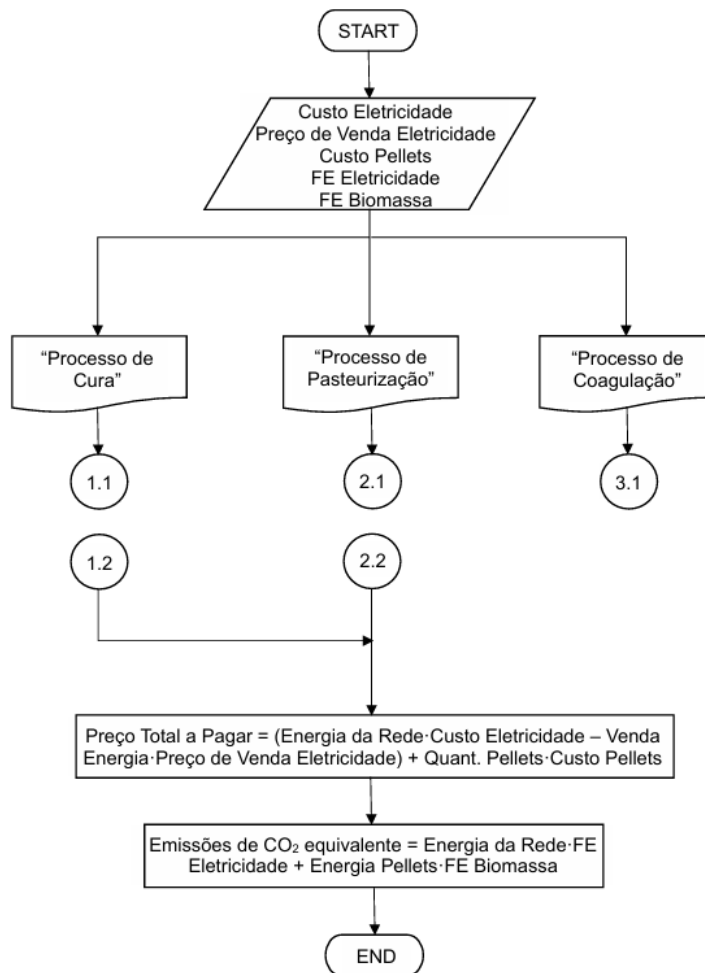 START
Custo Eletricidade
Preço de Venda Eletricidade
Custo Pellets
FE Eletricidade
FE Biomassa
“Processo de
Cura”
“Processo de
Pasteurização”
“Processo de
Coagulação”
1.1
2.1
3.1
1.2
2.2
Preço Total a Pagar = (Energia da Rede·Custo Eletricidade – Venda
Energia·Preço de Venda Eletricidade) + Quant. Pellets·Custo Pellets
Emissões de CO₂ equivalente = Energia da Rede·FE
Eletricidade + Energia Pellets·FE Biomassa
END